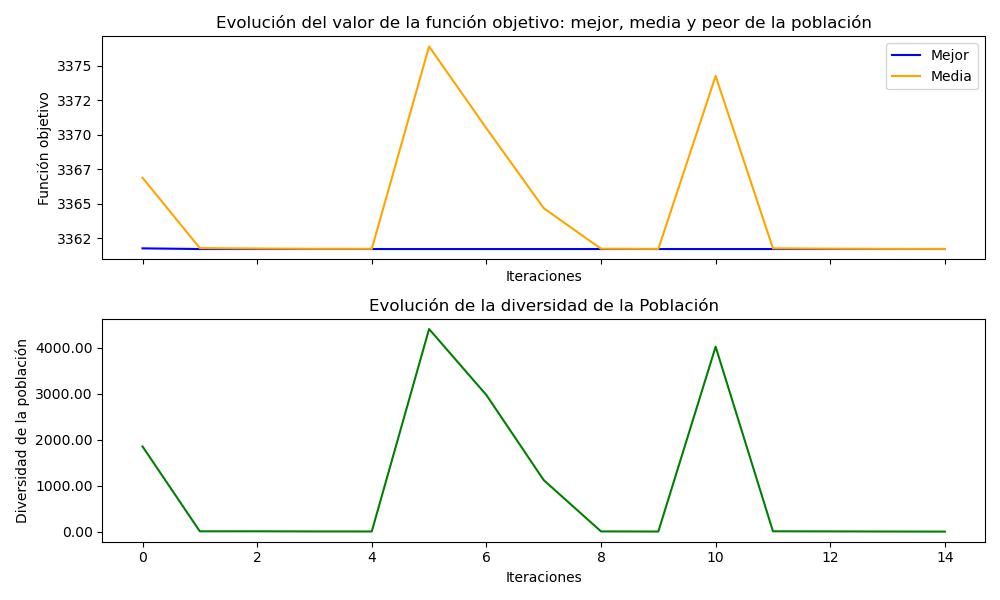 Evolución del valor de la función objetivo: mejor, media y peor de la población
Función objetivo
3375
3372
3370
3367
3365
3362
Mejor
Media
Iteraciones
Evolución de la diversidad de la Población
Diversidad de la población
4000.00
3000.00
2000.00
1000.00
0.00
0 2 4 6 8 10 12 14
Iteraciones